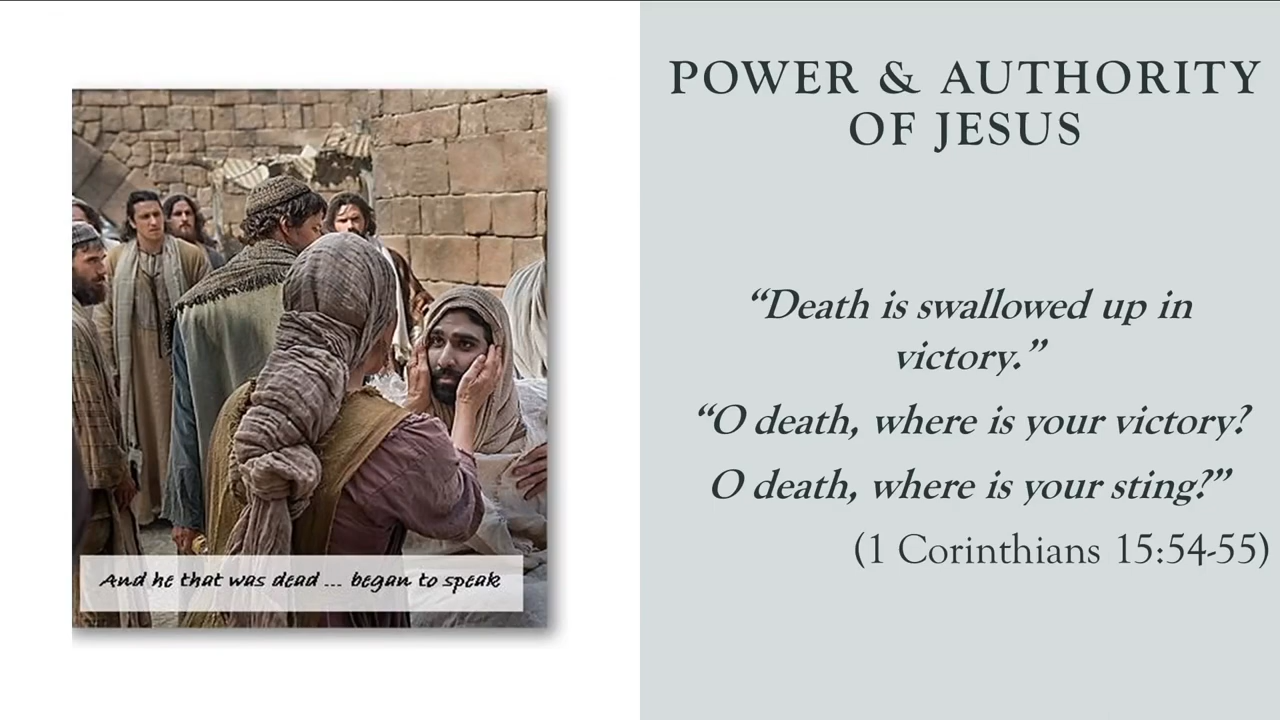 POWER & AUTHORITY
OF JESUS
“Death is swallowed up in
victory.”
“O death, where is your victory?
O death, where is your sting?”
(1 Corinthians 15:54-55)
And he that was dead ... began to speak